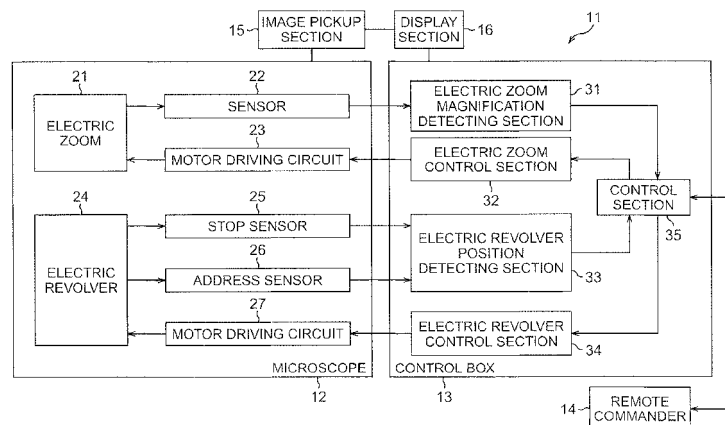 15
IMAGE PICKUP
SECTION
DISPLAY
SECTION
16
11
21
ELECTRIC
ZOOM
22
SENSOR
23
MOTOR DRIVING CIRCUIT
24
ELECTRIC
REVOLVER
25
STOP SENSOR
26
ADDRESS SENSOR
27
MOTOR DRIVING CIRCUIT
MICROSCOPE
12
ELECTRIC ZOOM
MAGNIFICATION
DETECTING SECTION
31
ELECTRIC ZOOM
CONTROL SECTION
32
CONTROL
SECTION
35
ELECTRIC REVOLVER
POSITION
DETECTING SECTION
33
ELECTRIC REVOLVER
CONTROL SECTION
34
CONTROL BOX
13
14
REMOTE
COMMANDER